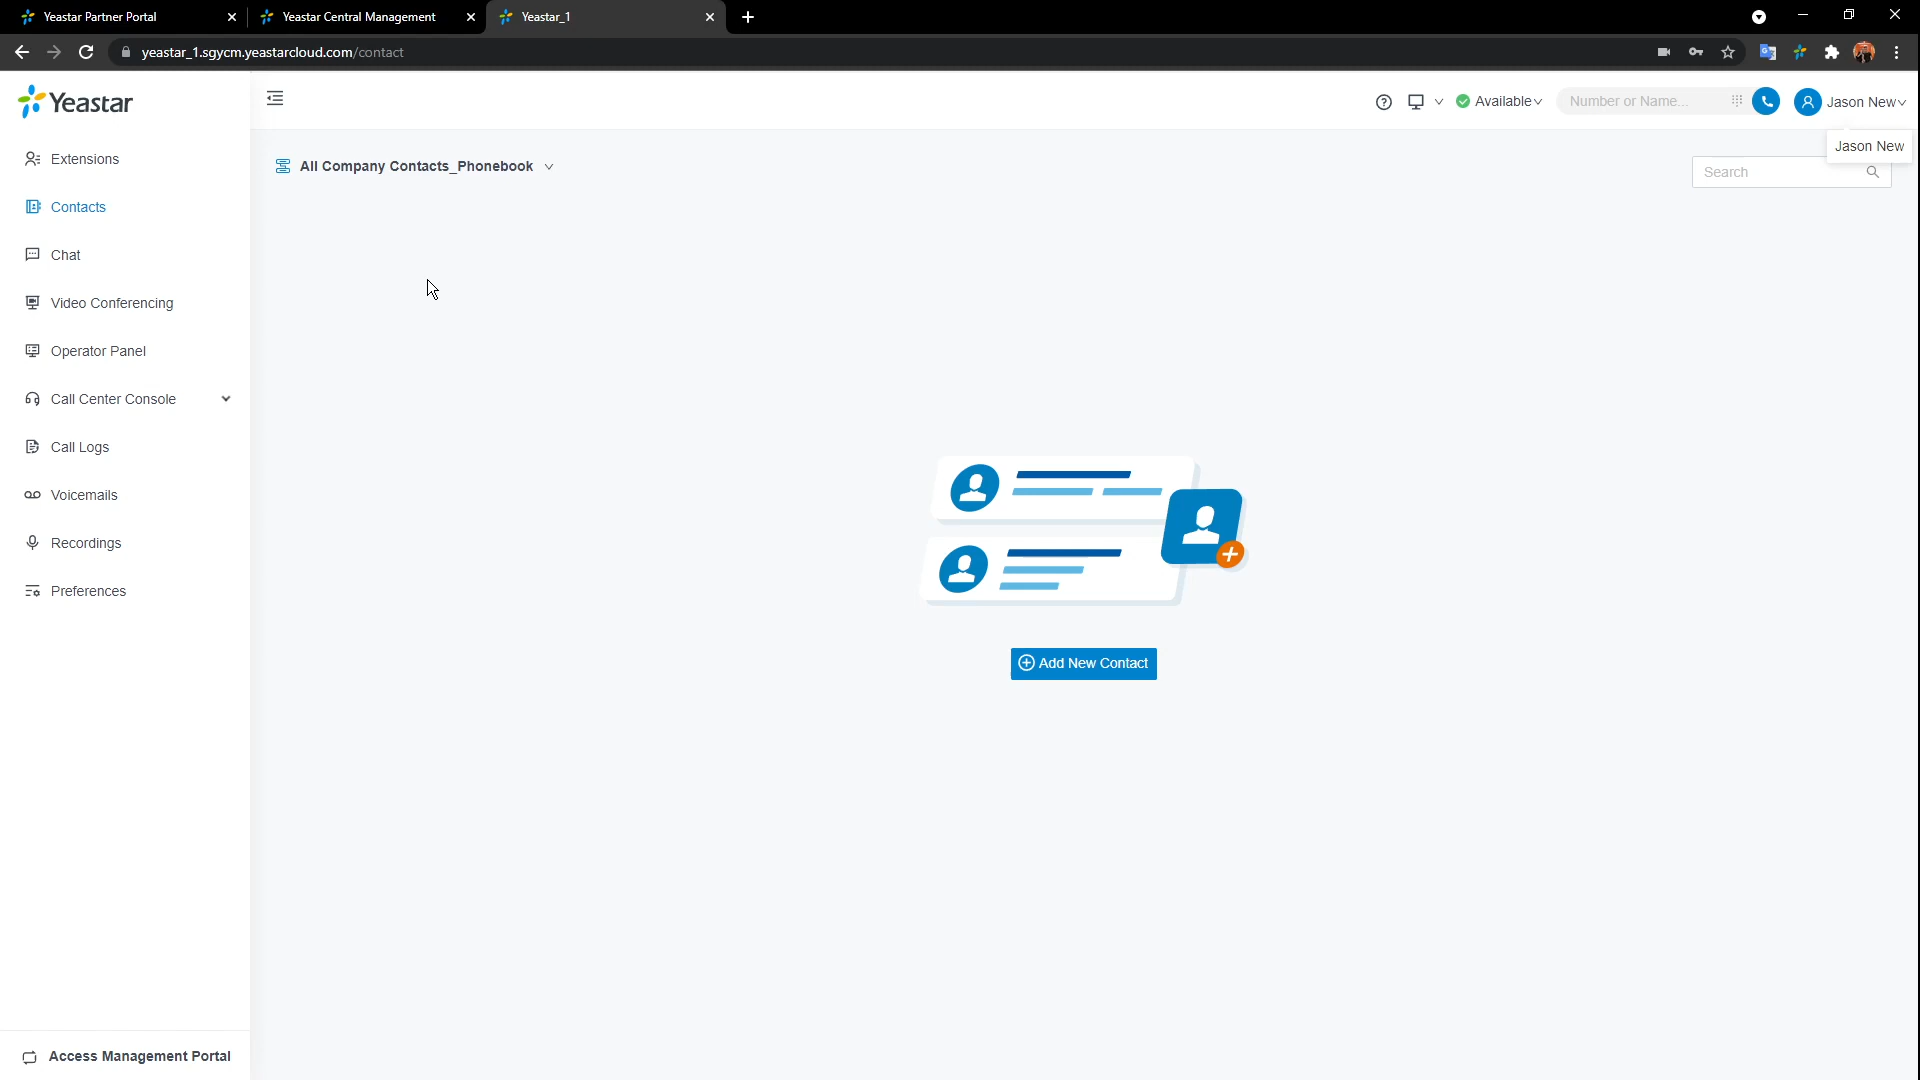 Yeastar Partner Portal
Yeastar Central Management
Yeastar_1
yeastar_1.sgycm.yeastarcloud.com/contact
Yeastar
Available
Number or Name...
Jason New
Jason New
Extensions
All Company Contacts_Phonebook
Search
Contacts
Chat
Video Conferencing
Operator Panel
Call Center Console
Call Logs
Voicemails
Recordings
Preferences
Add New Contact
Access Management Portal